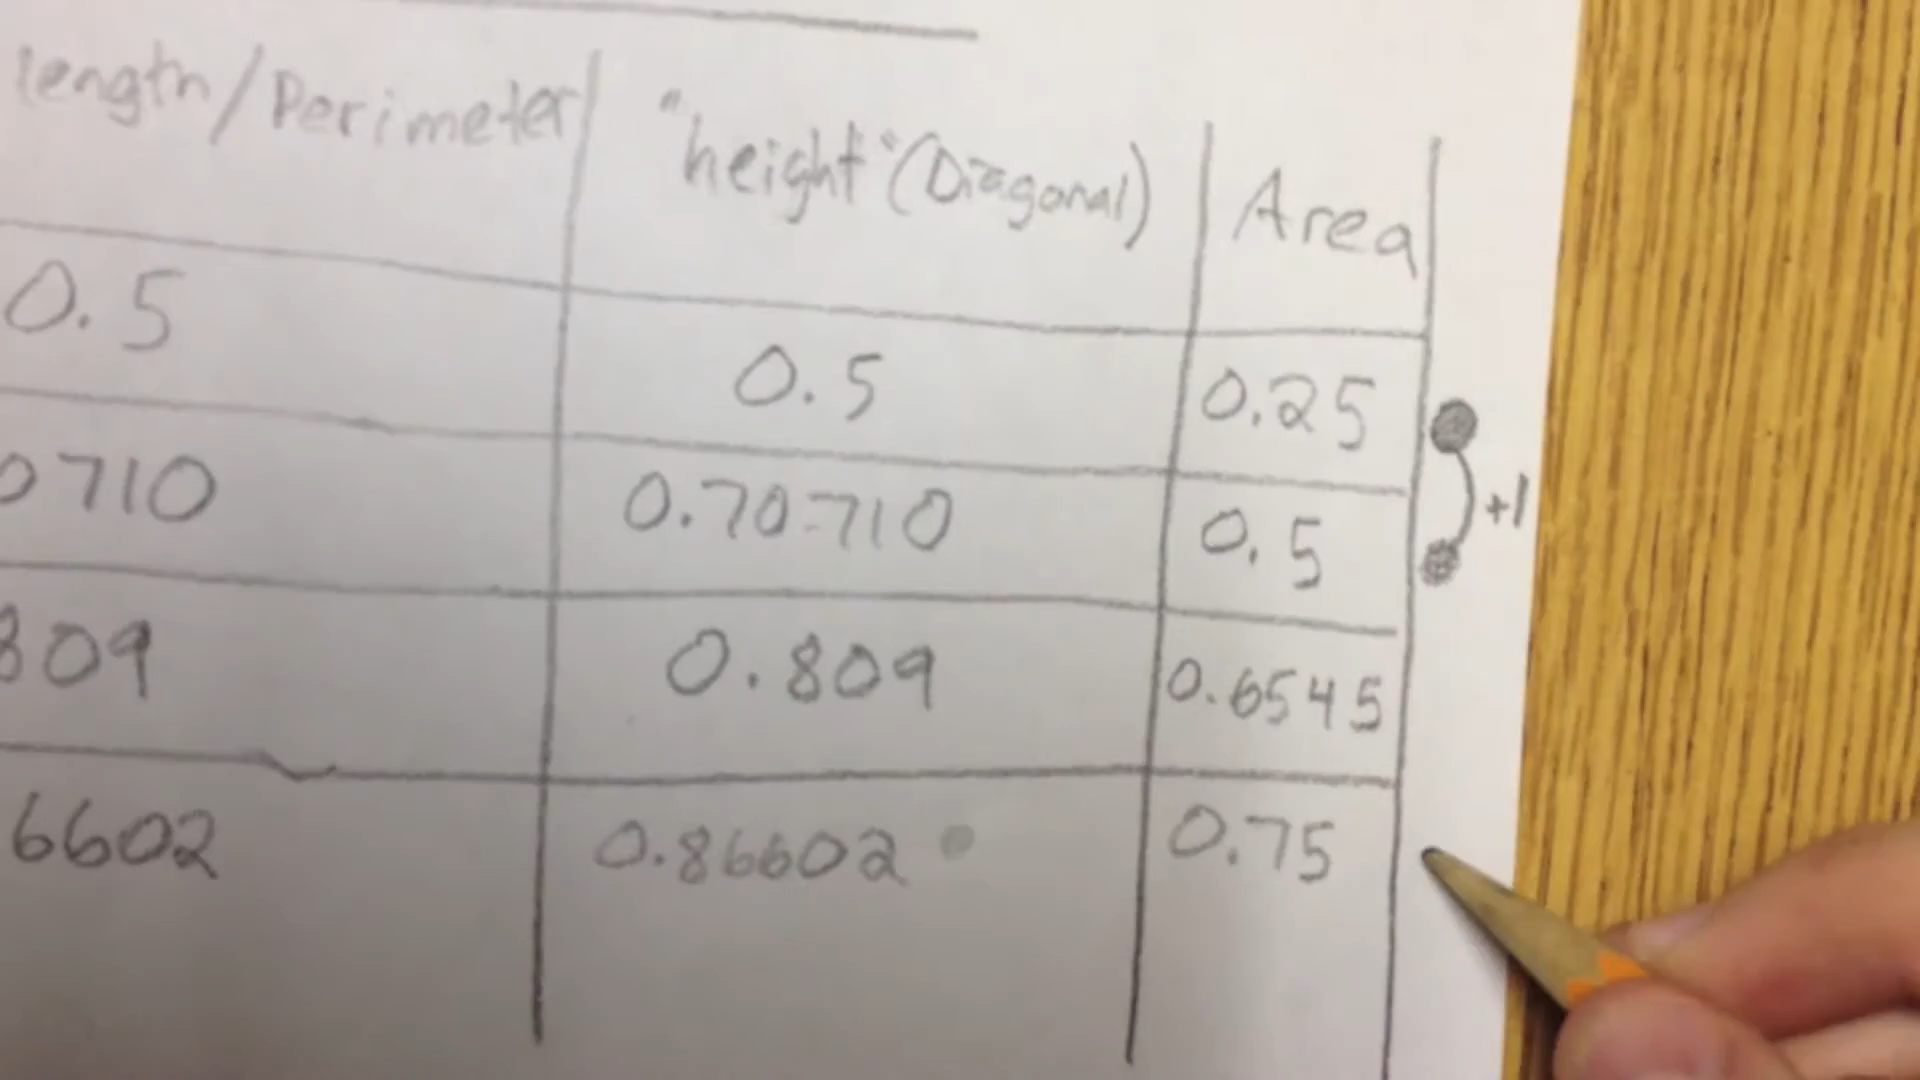 length/Perimeter "height"(Diagonal) Area
0.5 0.5 0.25
0710 0.70710 0.5
+1
809 0.809 0.6545
6602 0.86602 0.75